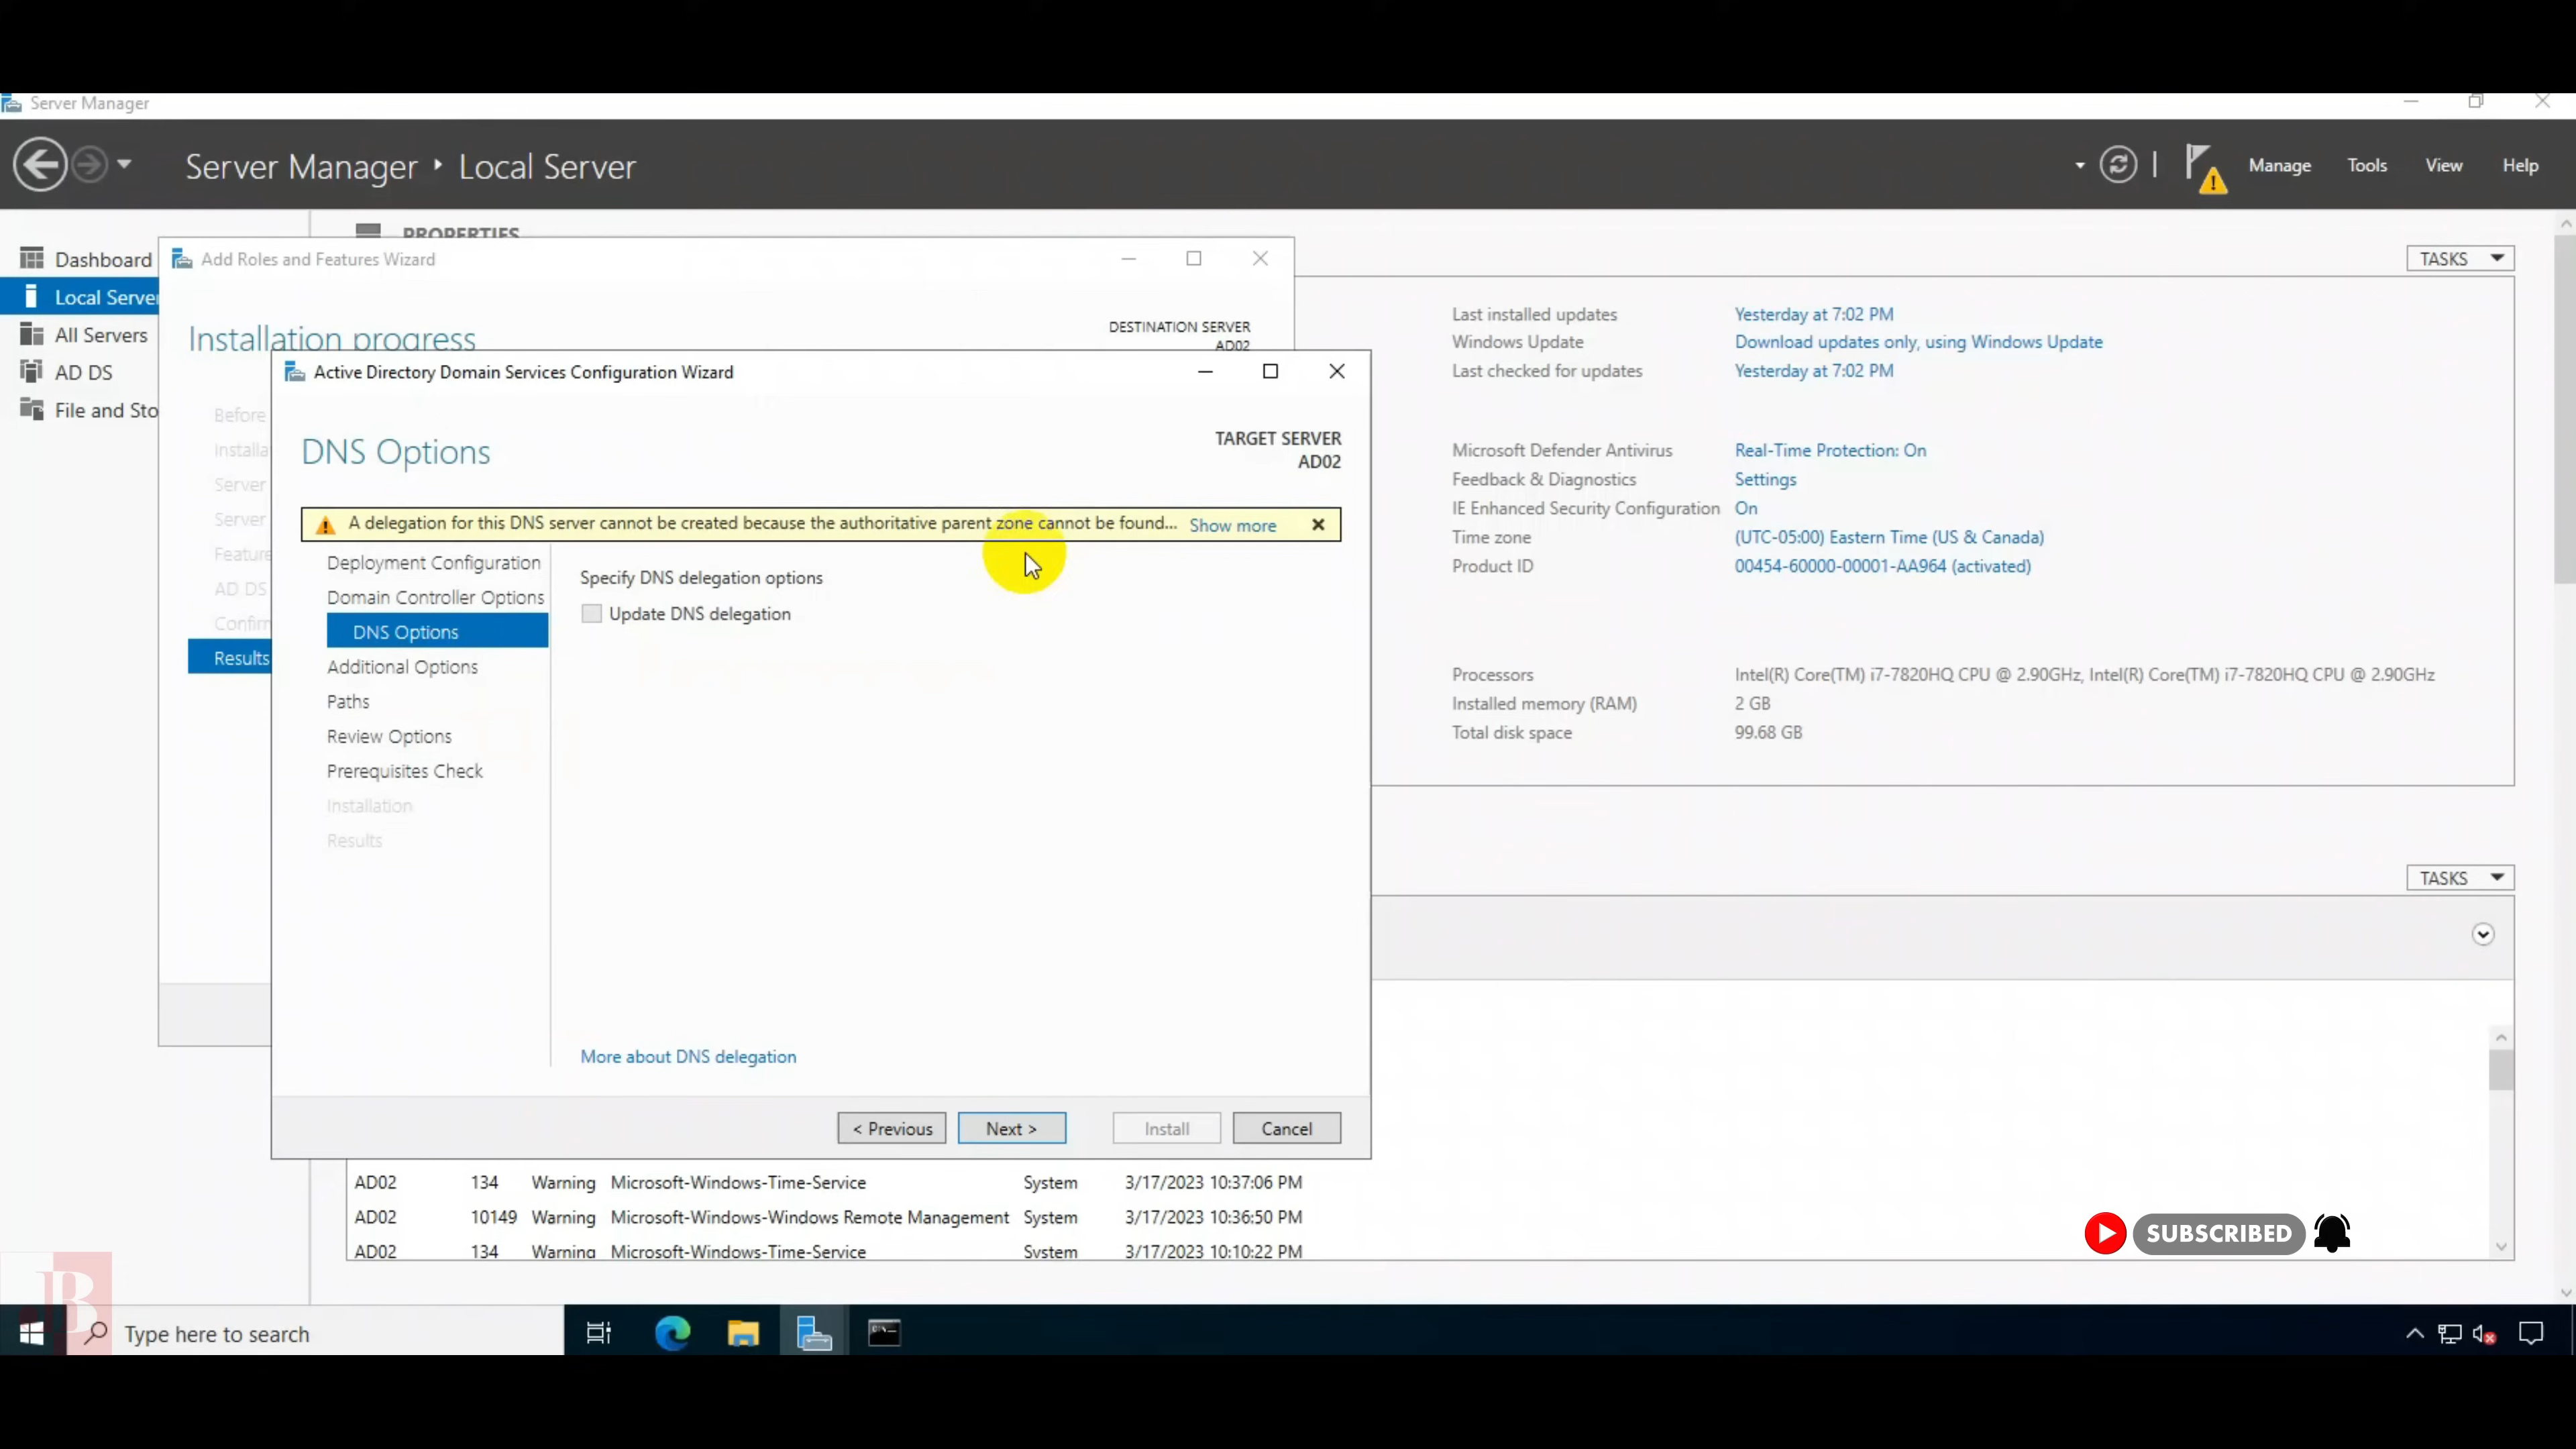 Server Manager
Server Manager
Local Server
Manage
Tools
View
Help
Dashboard
Local Server
All Servers
AD DS
File and Sto
PROPERTIES
TASKS
Add Roles and Features Wizard
Installation progress
DESTINATION SERVER
AD02
Before
Installa
Server
Server
Feature
AD DS
Confirm
Results
Active Directory Domain Services Configuration Wizard
DNS Options
TARGET SERVER
AD02
A delegation for this DNS server cannot be created because the authoritative parent zone cannot be found... Show more
Deployment Configuration
Domain Controller Options
DNS Options
Additional Options
Paths
Review Options
Prerequisites Check
Installation
Results
Specify DNS delegation options
Update DNS delegation
More about DNS delegation
< Previous
Next >
Install
Cancel
Last installed updates Yesterday at 7:02 PM
Windows Update Download updates only, using Windows Update
Last checked for updates Yesterday at 7:02 PM
Microsoft Defender Antivirus Real-Time Protection: On
Feedback & Diagnostics Settings
IE Enhanced Security Configuration On
Time zone (UTC-05:00) Eastern Time (US & Canada)
Product ID 00454-60000-00001-AA964 (activated)
Processors Intel(R) Core(TM) i7-7820HQ CPU @ 2.90GHz, Intel(R) Core(TM) i7-7820HQ CPU @ 2.90GHz
Installed memory (RAM) 2 GB
Total disk space 99.68 GB
TASKS
AD02 134 Warning Microsoft-Windows-Time-Service System 3/17/2023 10:37:06 PM
AD02 10149 Warning Microsoft-Windows-Windows Remote Management System 3/17/2023 10:36:50 PM
AD02 134 Warning Microsoft-Windows-Time-Service System 3/17/2023 10:10:22 PM
SUBSCRIBED
B
Type here to search